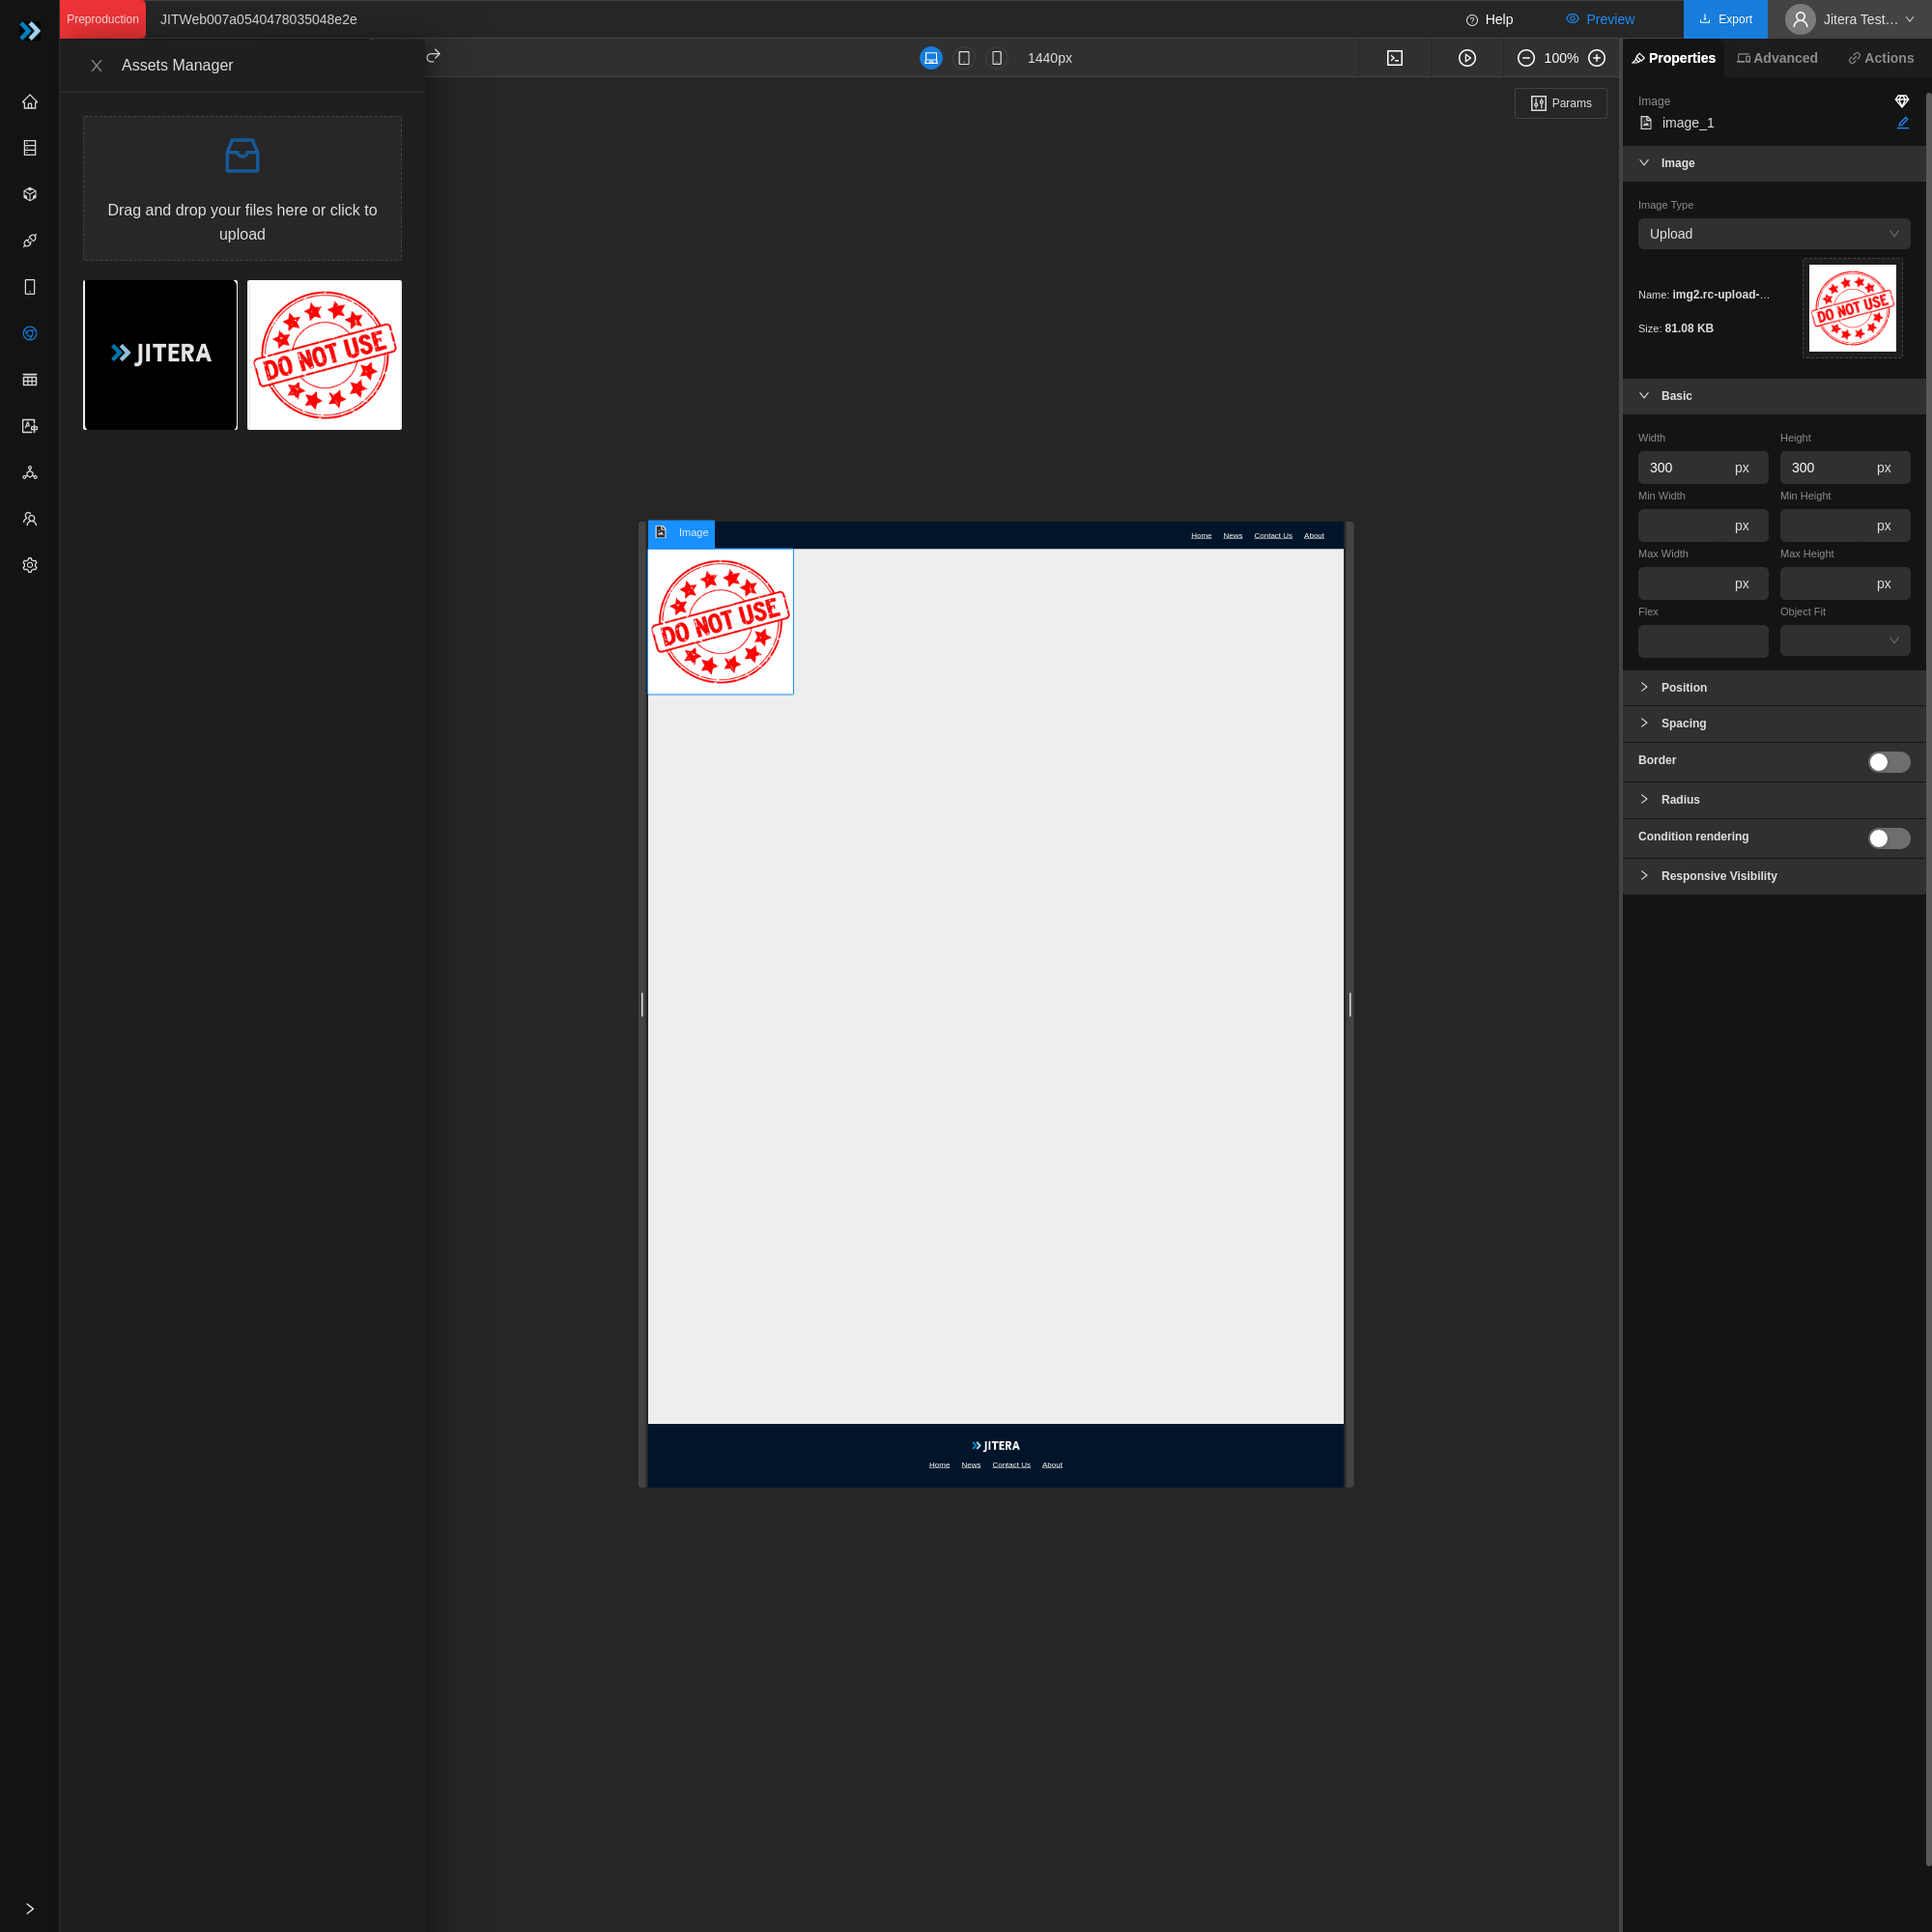 Preproduction
JITWeb007a0540478035048e2e
Help
Preview
Export
Jitera Test...
Assets Manager
1440px
100%
Properties
Advanced
Actions
Params
Drag and drop your files here or click to
upload
JITERA
DO NOT USE
Image
image_1
Image
Image Type
Upload
Name: img2.rc-upload-...
Size: 81.08 KB
DO NOT USE
Basic
Width
Height
300
px
300
px
Min Width
Min Height
px
px
Max Width
Max Height
px
px
Flex
Object Fit
Position
Spacing
Border
Radius
Condition rendering
Responsive Visibility
Image
Home
News
Contact Us
About
DO NOT USE
JITERA
Home
News
Contact Us
About